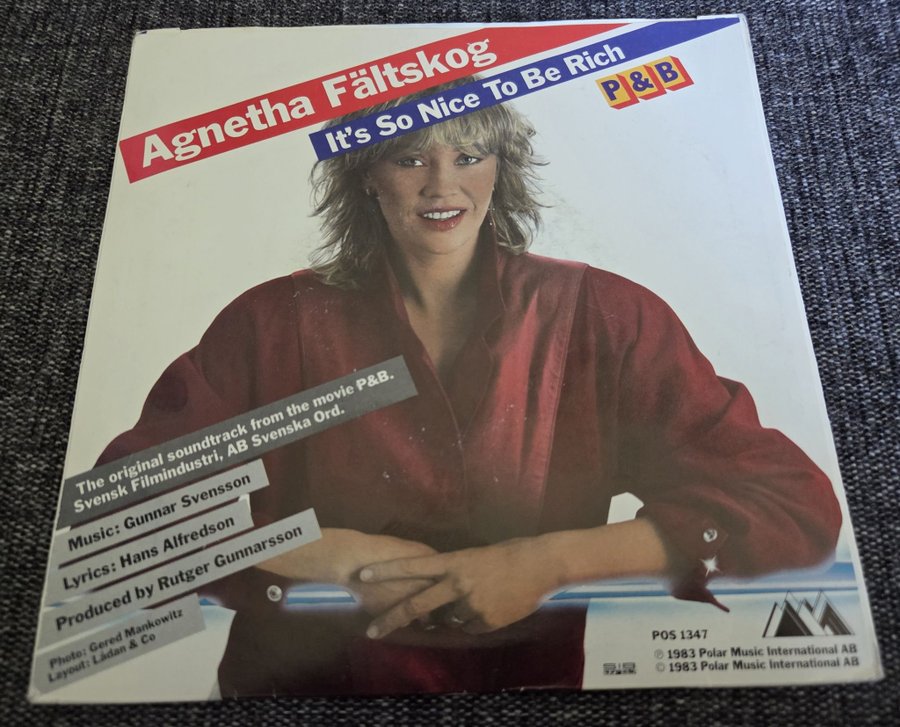 Agnetha Fältskog
It's So Nice To Be Rich
P&B
The original soundtrack from the movie P&B.
Svensk Filmindustri, AB Svenska Ord.
Music: Gunnar Svensson
Lyrics: Hans Alfredson
Produced by Rutger Gunnarsson
Photo: Gered Mankowitz
Layout: Lådan & Co
POS 1347
℗ 1983 Polar Music International AB
© 1983 Polar Music International AB